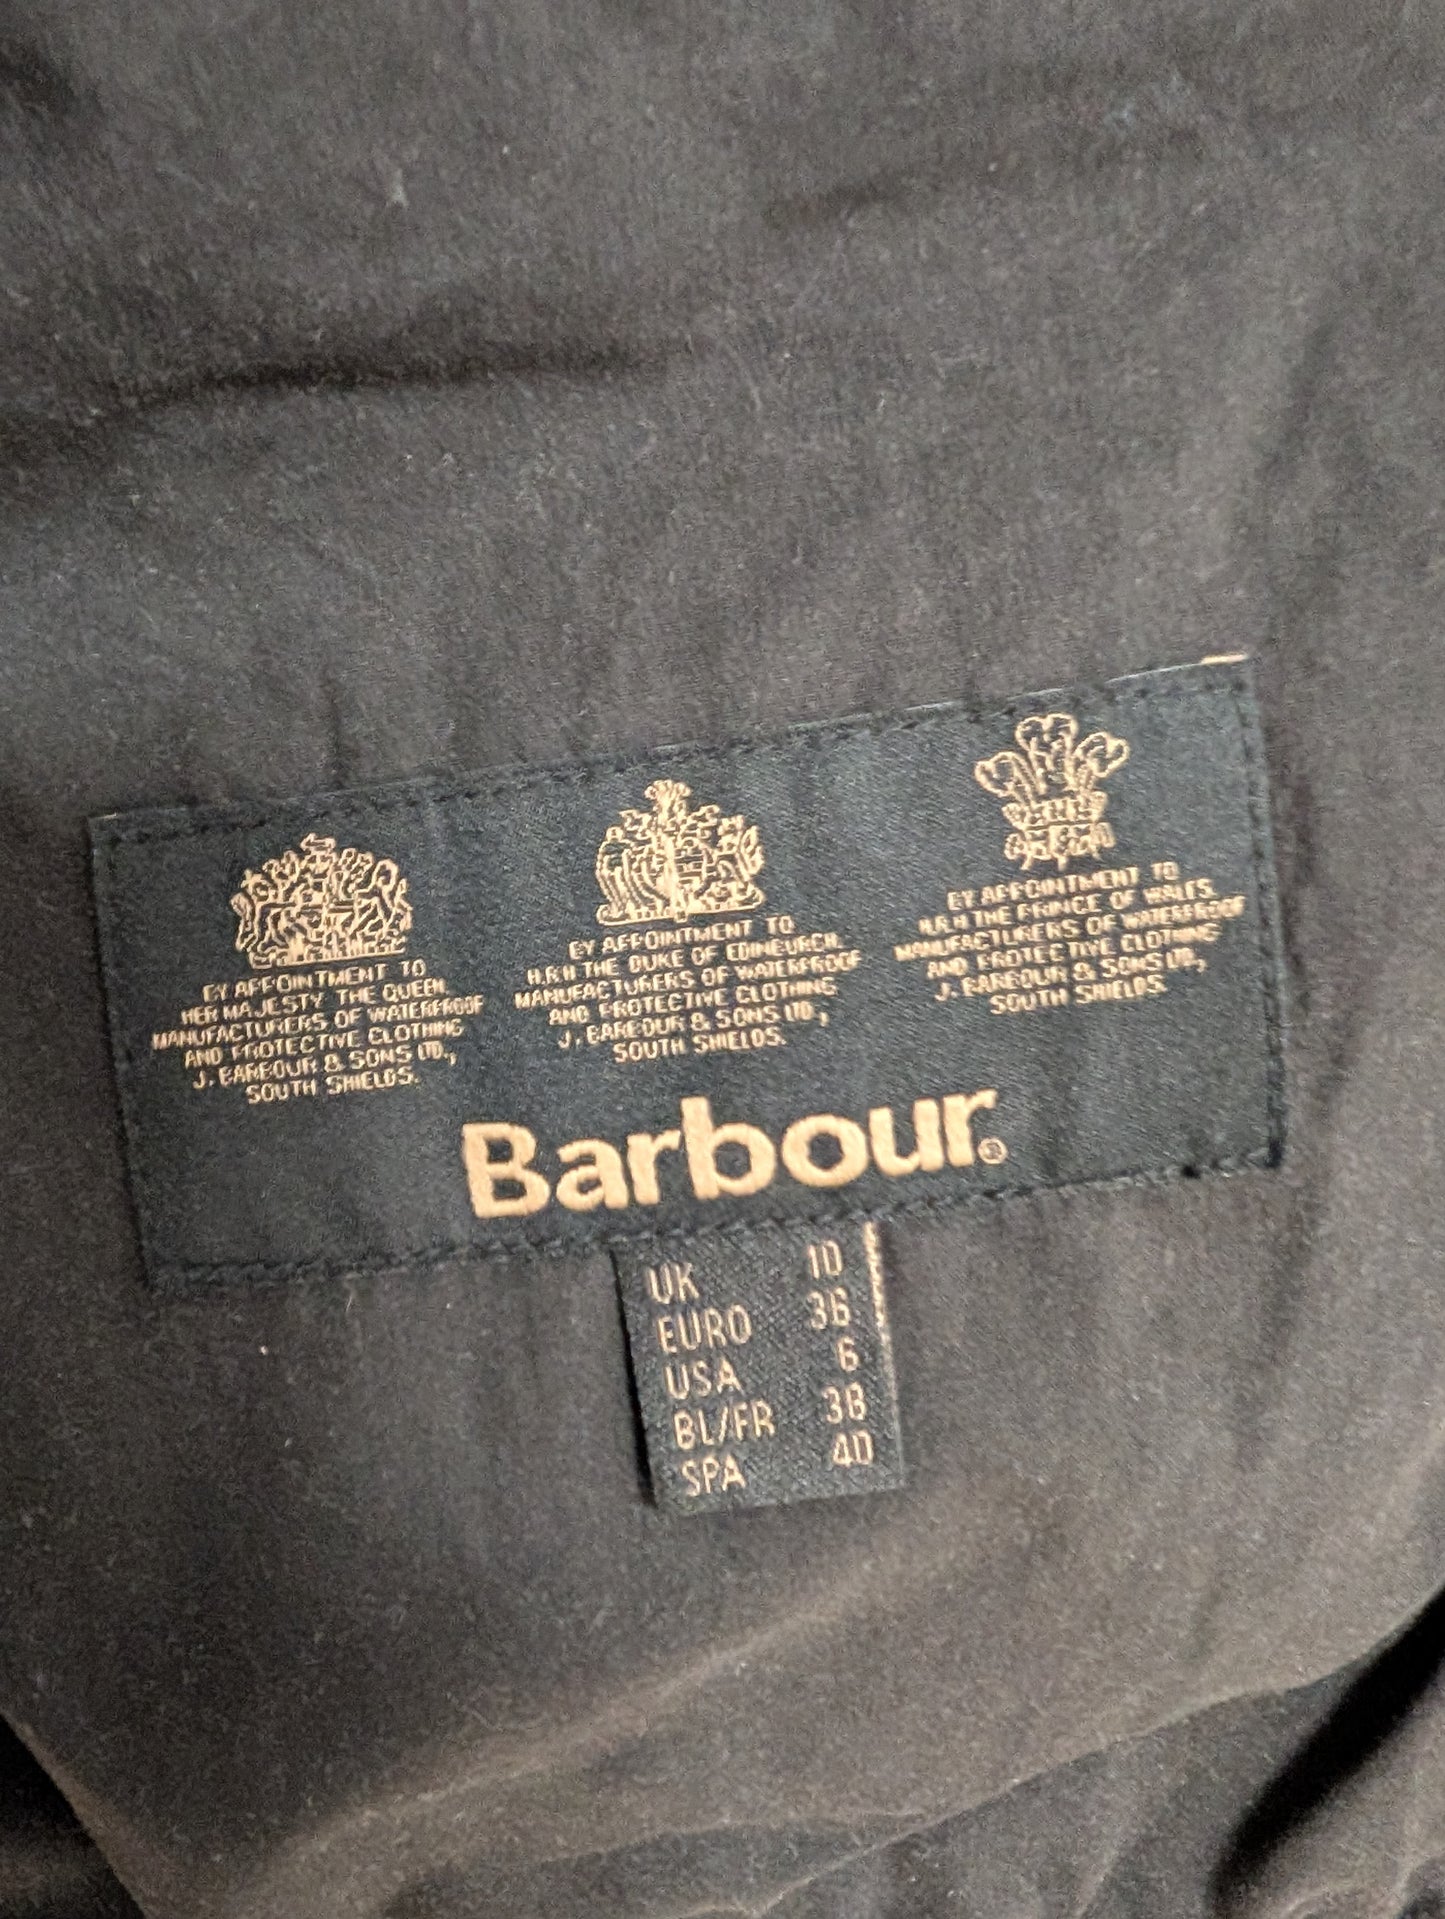 BY APPOINTMENT TO
HER MAJESTY THE QUEEN.
MANUFACTURERS OF WATERPROOF
AND PROTECTIVE CLOTHING
J. BARBOUR & SONS LTD.,
SOUTH SHIELDS.
BY APPOINTMENT TO
H.R.H THE DUKE OF EDINBURGH.
MANUFACTURERS OF WATERPROOF
AND PROTECTIVE CLOTHING
J. BARBOUR & SONS LTD.,
SOUTH SHIELDS.
BY APPOINTMENT TO
H.R.H THE PRINCE OF WALES.
MANUFACTURERS OF WATERPROOF
AND PROTECTIVE CLOTHING
J. BARBOUR & SONS LTD.,
SOUTH SHIELDS.
Barbour®
UK 10
EURO 36
USA 6
BL/FR 38
SPA 40